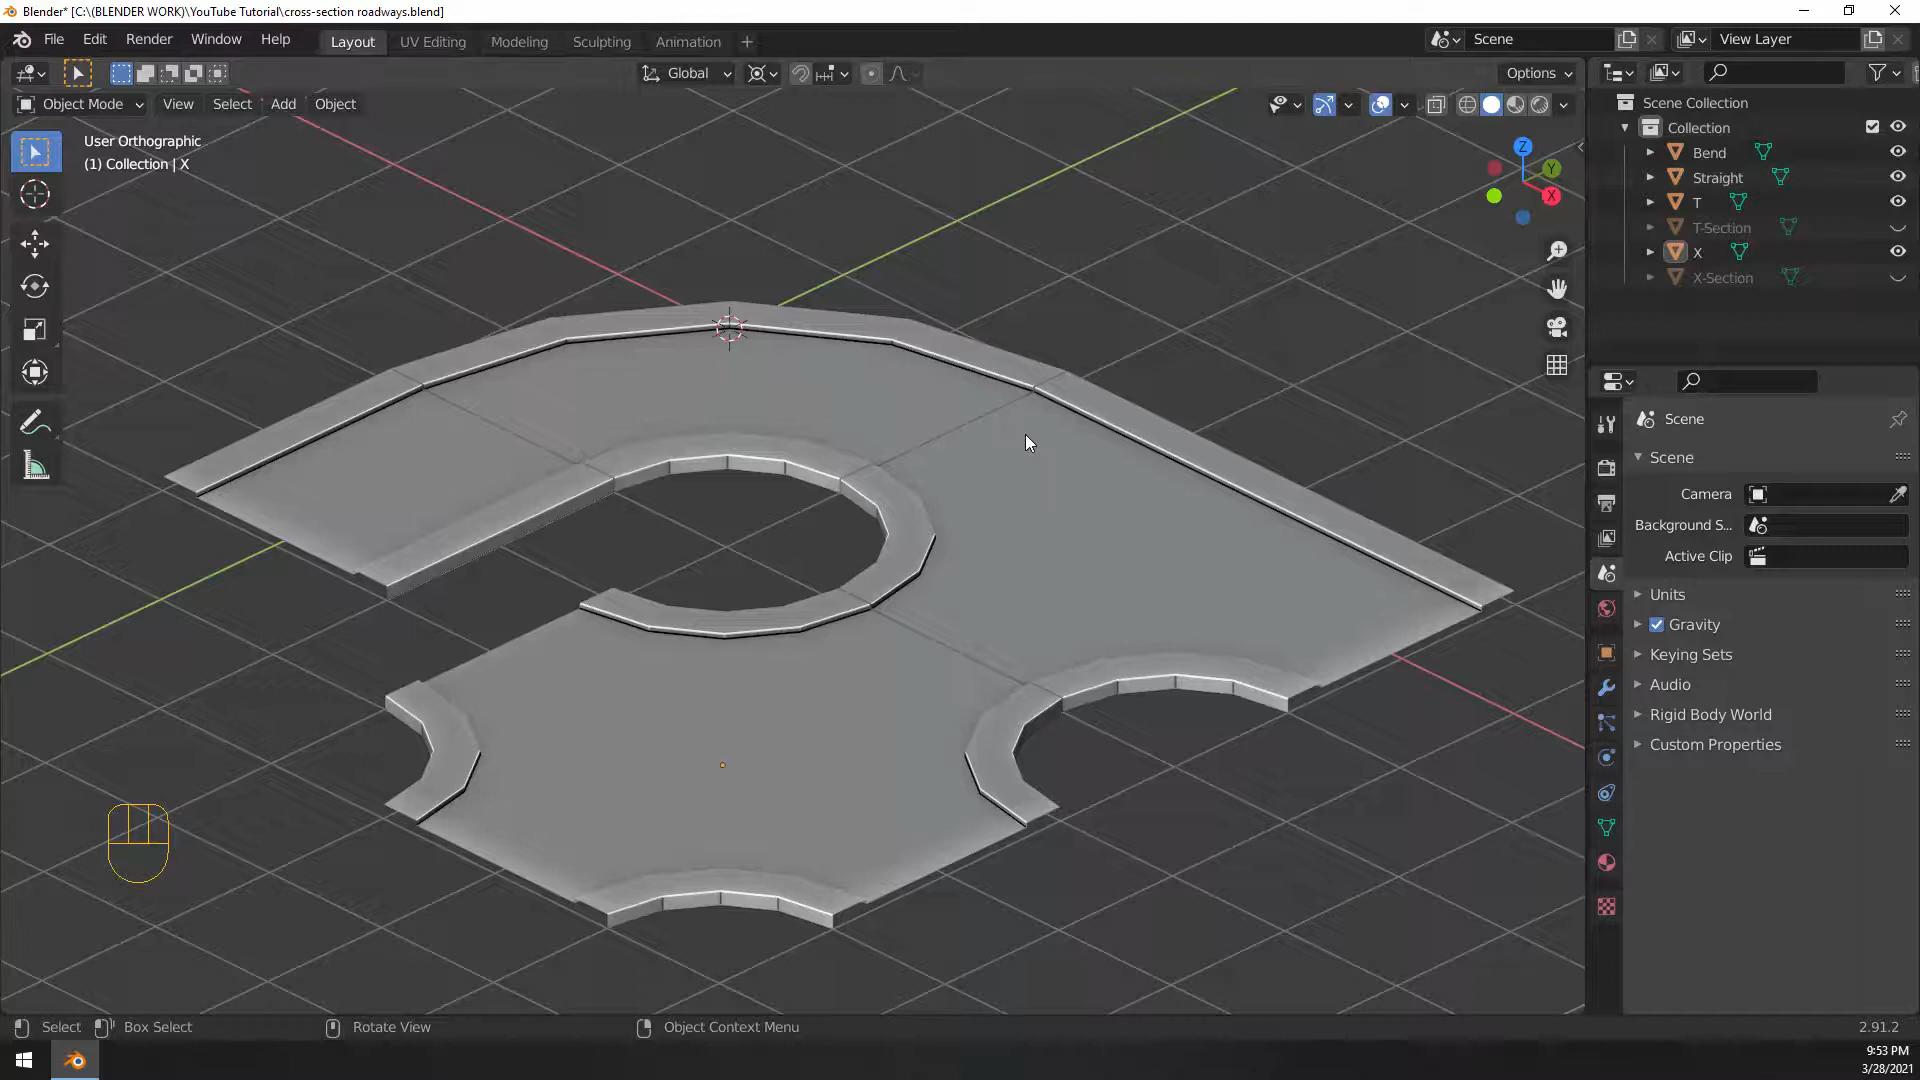 Blender* [C:\(BLENDER WORK)\YouTube Tutorial\cross-section roadways.blend]
File Edit Render Window Help Layout UV Editing Modeling Sculpting Animation + Scene View Layer
Global Options
Object Mode View Select Add Object
User Orthographic
(1) Collection | X
Z
Y
X
Scene Collection
Collection
Bend
Straight
T
T-Section
X
X-Section
Scene
Scene
Camera
Background S...
Active Clip
Units
Gravity
Keying Sets
Audio
Rigid Body World
Custom Properties
Select Box Select Rotate View Object Context Menu 2.91.2
9:53 PM
3/28/2021